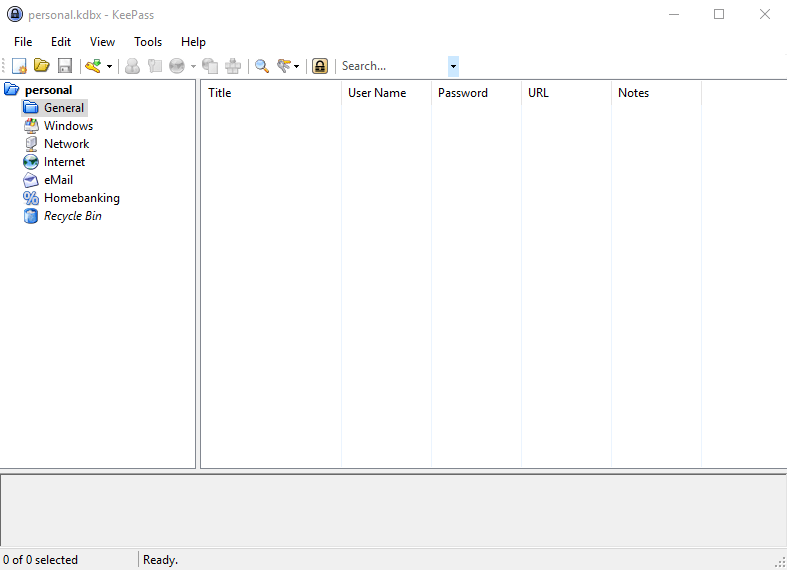 personal.kdbx - KeePass
File Edit View Tools Help
Search...
personal
General
Windows
Network
Internet
eMail
Homebanking
Recycle Bin
Title User Name Password URL Notes
0 of 0 selected Ready.